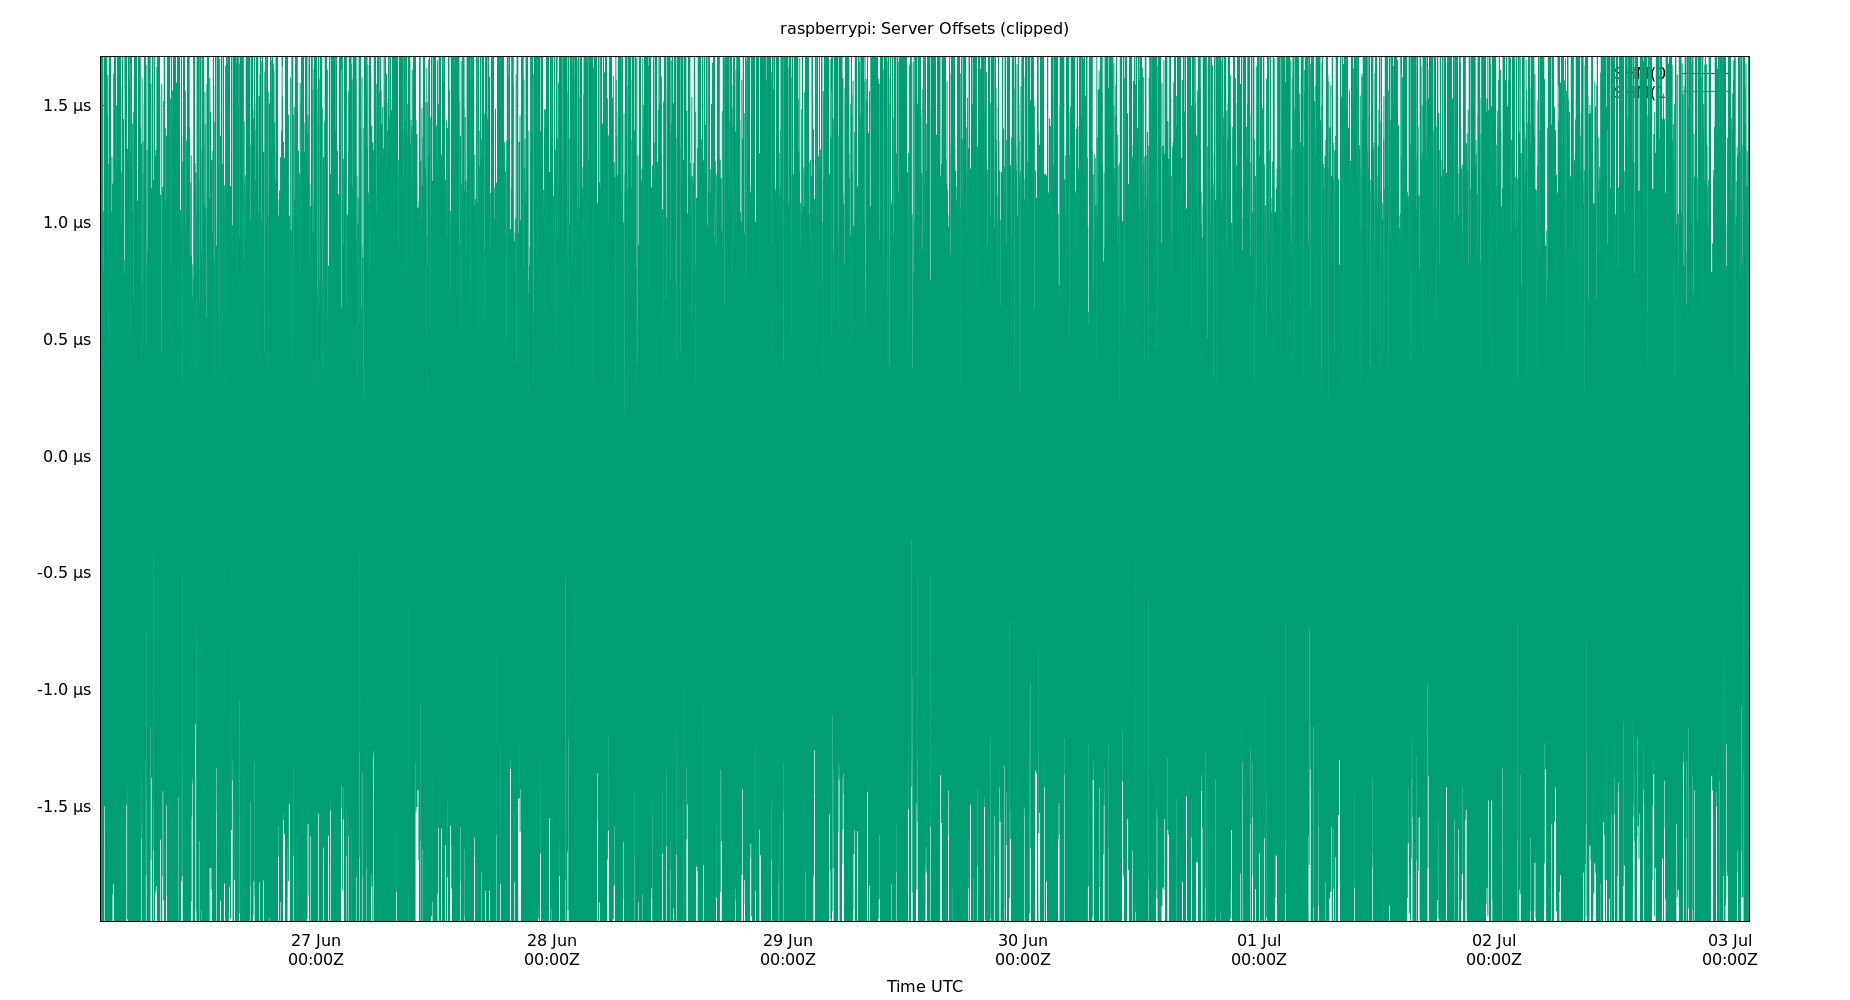 raspberrypi: Server Offsets (clipped)
1.5 µs
1.0 µs
0.5 µs
0.0 µs
-0.5 µs
-1.0 µs
-1.5 µs
27 Jun
00:00Z
28 Jun
00:00Z
29 Jun
00:00Z
30 Jun
00:00Z
01 Jul
00:00Z
02 Jul
00:00Z
03 Jul
00:00Z
Time UTC